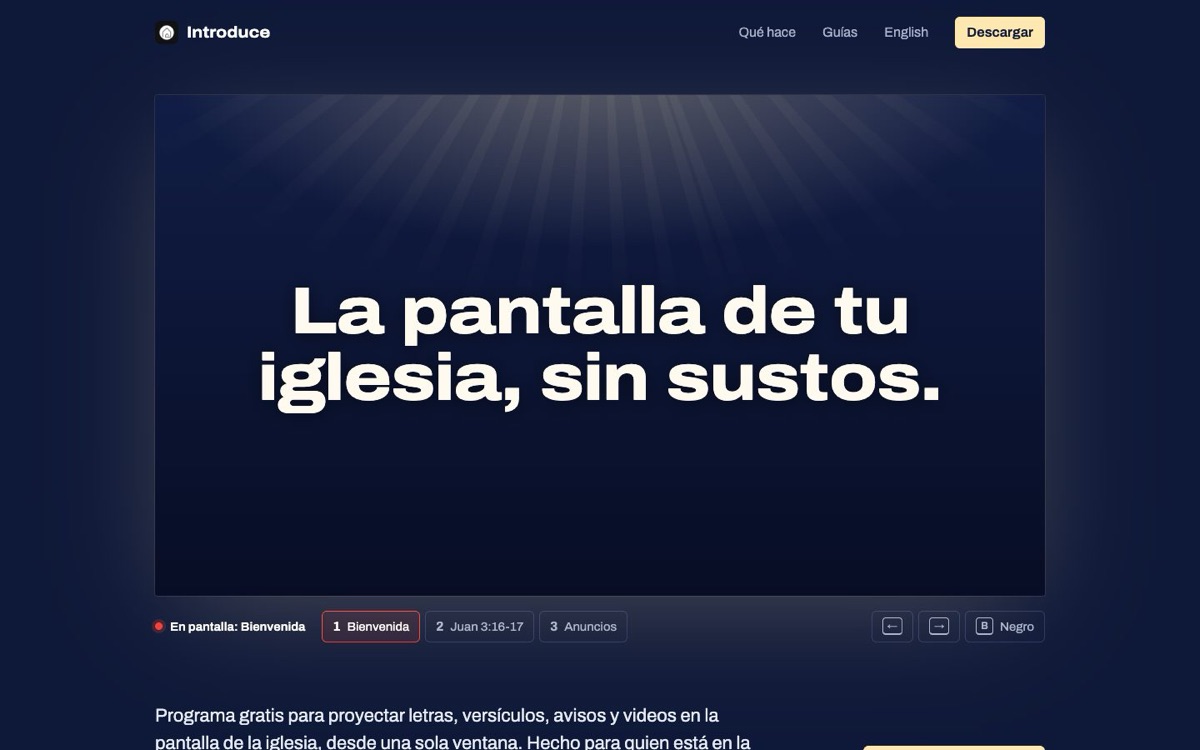 Introduce
Qué hace
Guías
English
Descargar
La pantalla de tu
iglesia, sin sustos.
En pantalla: Bienvenida
1 Bienvenida
2 Juan 3:16-17
3 Anuncios
←
→
B Negro
Programa gratis para proyectar letras, versículos, avisos y videos en la
pantalla de la iglesia, desde una sola ventana. Hecho para quien está en la